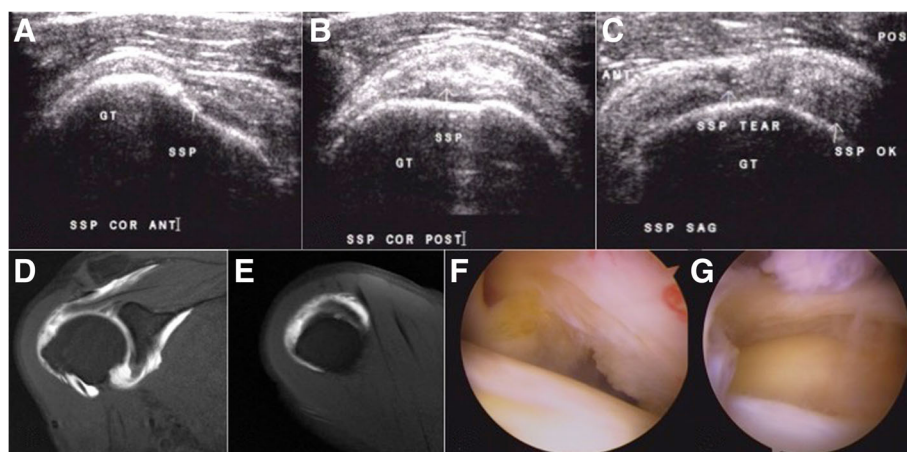 A
GT
SSP
SSP COR ANT
B
SSP
GT
SSP COR POST
C
POS
ANT
SSP TEAR
SSP OK
GT
SSP SAG
D
E
F
G